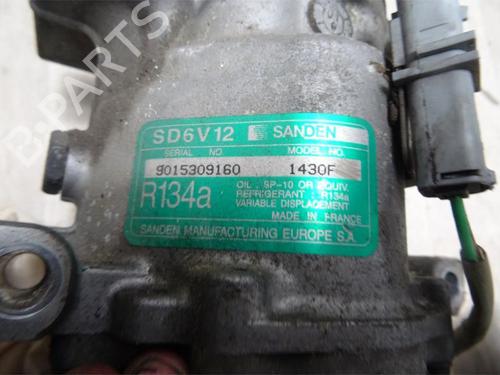 SD6V12 SANDEN
SERIAL NO. MODEL NO.
9015309160 1430F
R134a
OIL : SP-10 OR EQUIV.
REFRIGERANT : R134a
VARIABLE DISPLACEMENT
MADE IN FRANCE
SANDEN MANUFACTURING EUROPE S.A.
B-PARTS